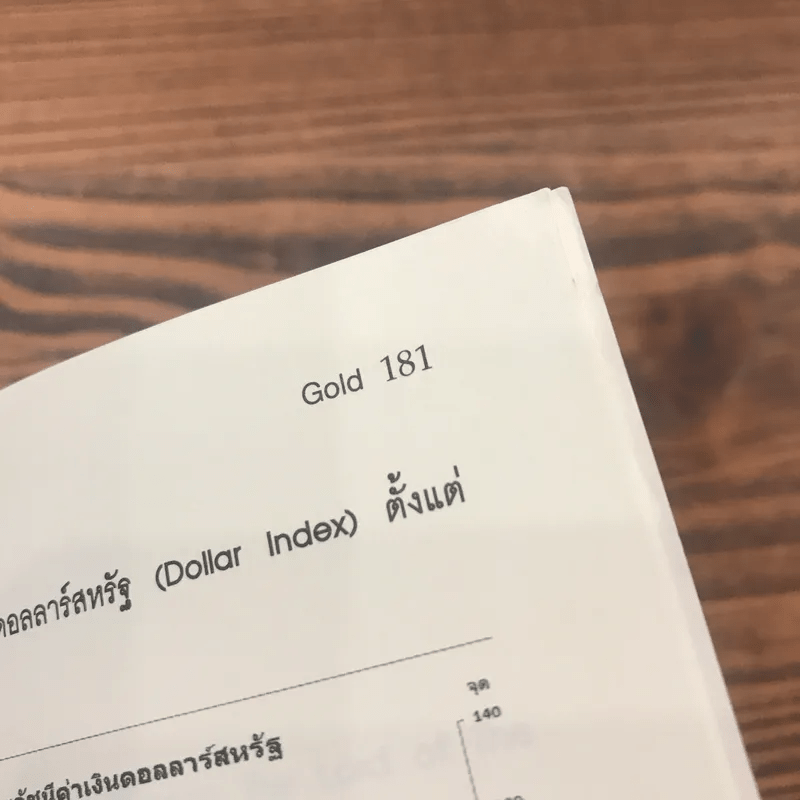 Gold 181
ดอลลาร์สหรัฐ (Dollar Index) ตั้งแต่
จุด
140
ดัชนีค่าเงินดอลลาร์สหรัฐ